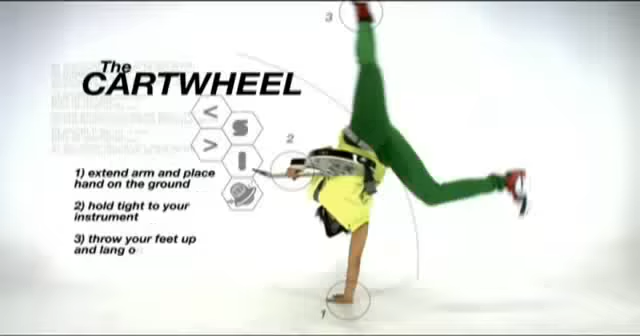 The
CARTWHEEL
3
<
S
>
I
2
1) extend arm and place
hand on the ground
2) hold tight to your
instrument
3) throw your feet up
and lang o
1